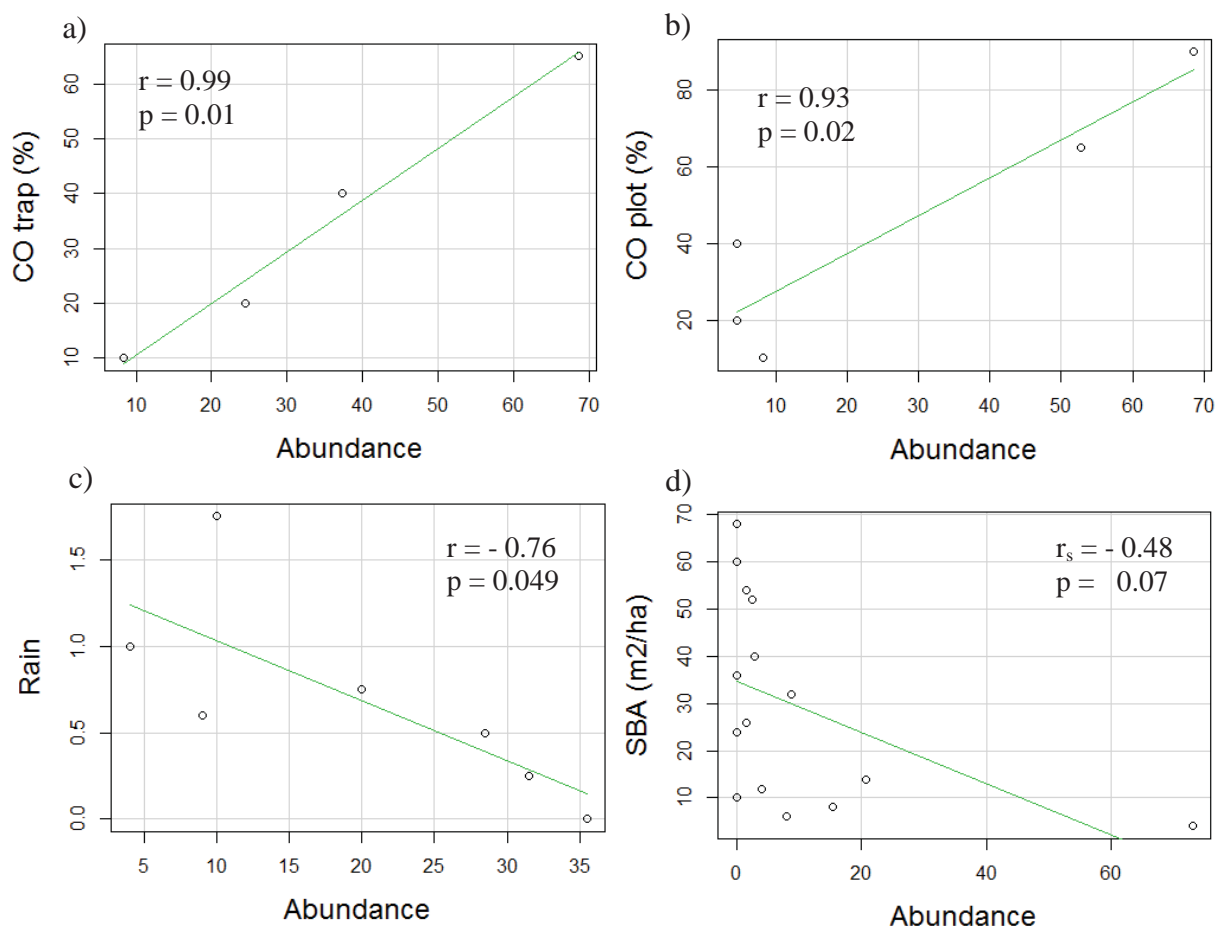 a)
r = 0.99
p = 0.01
CO trap (%)
10
20
30
40
50
60
10
20
30
40
50
60
70
Abundance
b)
r = 0.93
p = 0.02
CO plot (%)
20
40
60
80
10
20
30
40
50
60
70
Abundance
c)
r = - 0.76
p = 0.049
Rain
0.0
0.5
1.0
1.5
5
10
15
20
25
30
35
Abundance
d)
rₛ = - 0.48
p = 0.07
SBA (m2/ha)
10
20
30
40
50
60
70
0
20
40
60
Abundance